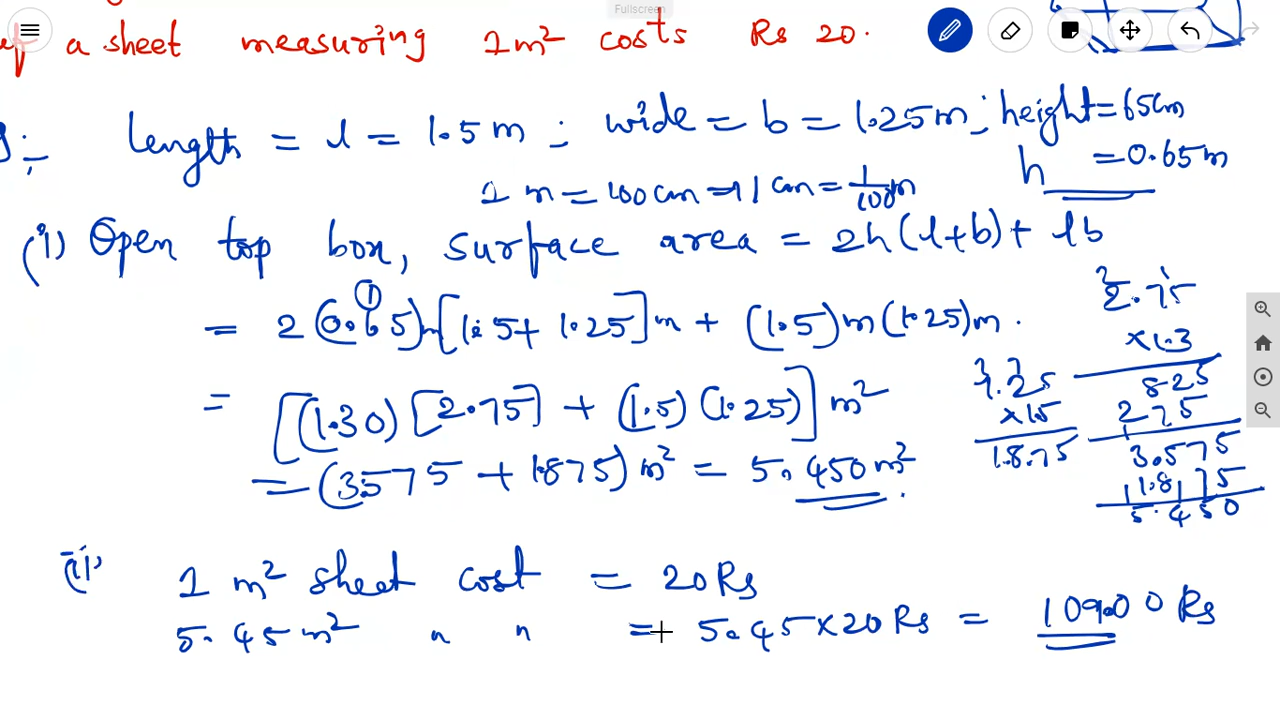 Fullscreen
of a sheet measuring 1m² costs Rs 20.
length = l = 1.5 m ; wide = b = 1.25m ; height = 65cm
h = 0.65 m
1 m = 100 cm ⇒ 1 cm = 1/100 m
(i) Open top box, surface area = 2h(l+b) + lb
= 2(0.65)m[1.5+ 1.25]m + (1.5)m(1.25)m.
= [(1.30)[2.75] + (1.5)(1.25)] m²
= (3.575 + 1.875) m² = 5.450m².
2.75
×1.3
825
275
3.575
1.875
5.450
1.25
×1.5
1.875
(ii) 1 m² sheet cost = 20 Rs
5.45 m² " " = 5.45×20 Rs = 109.00 Rs